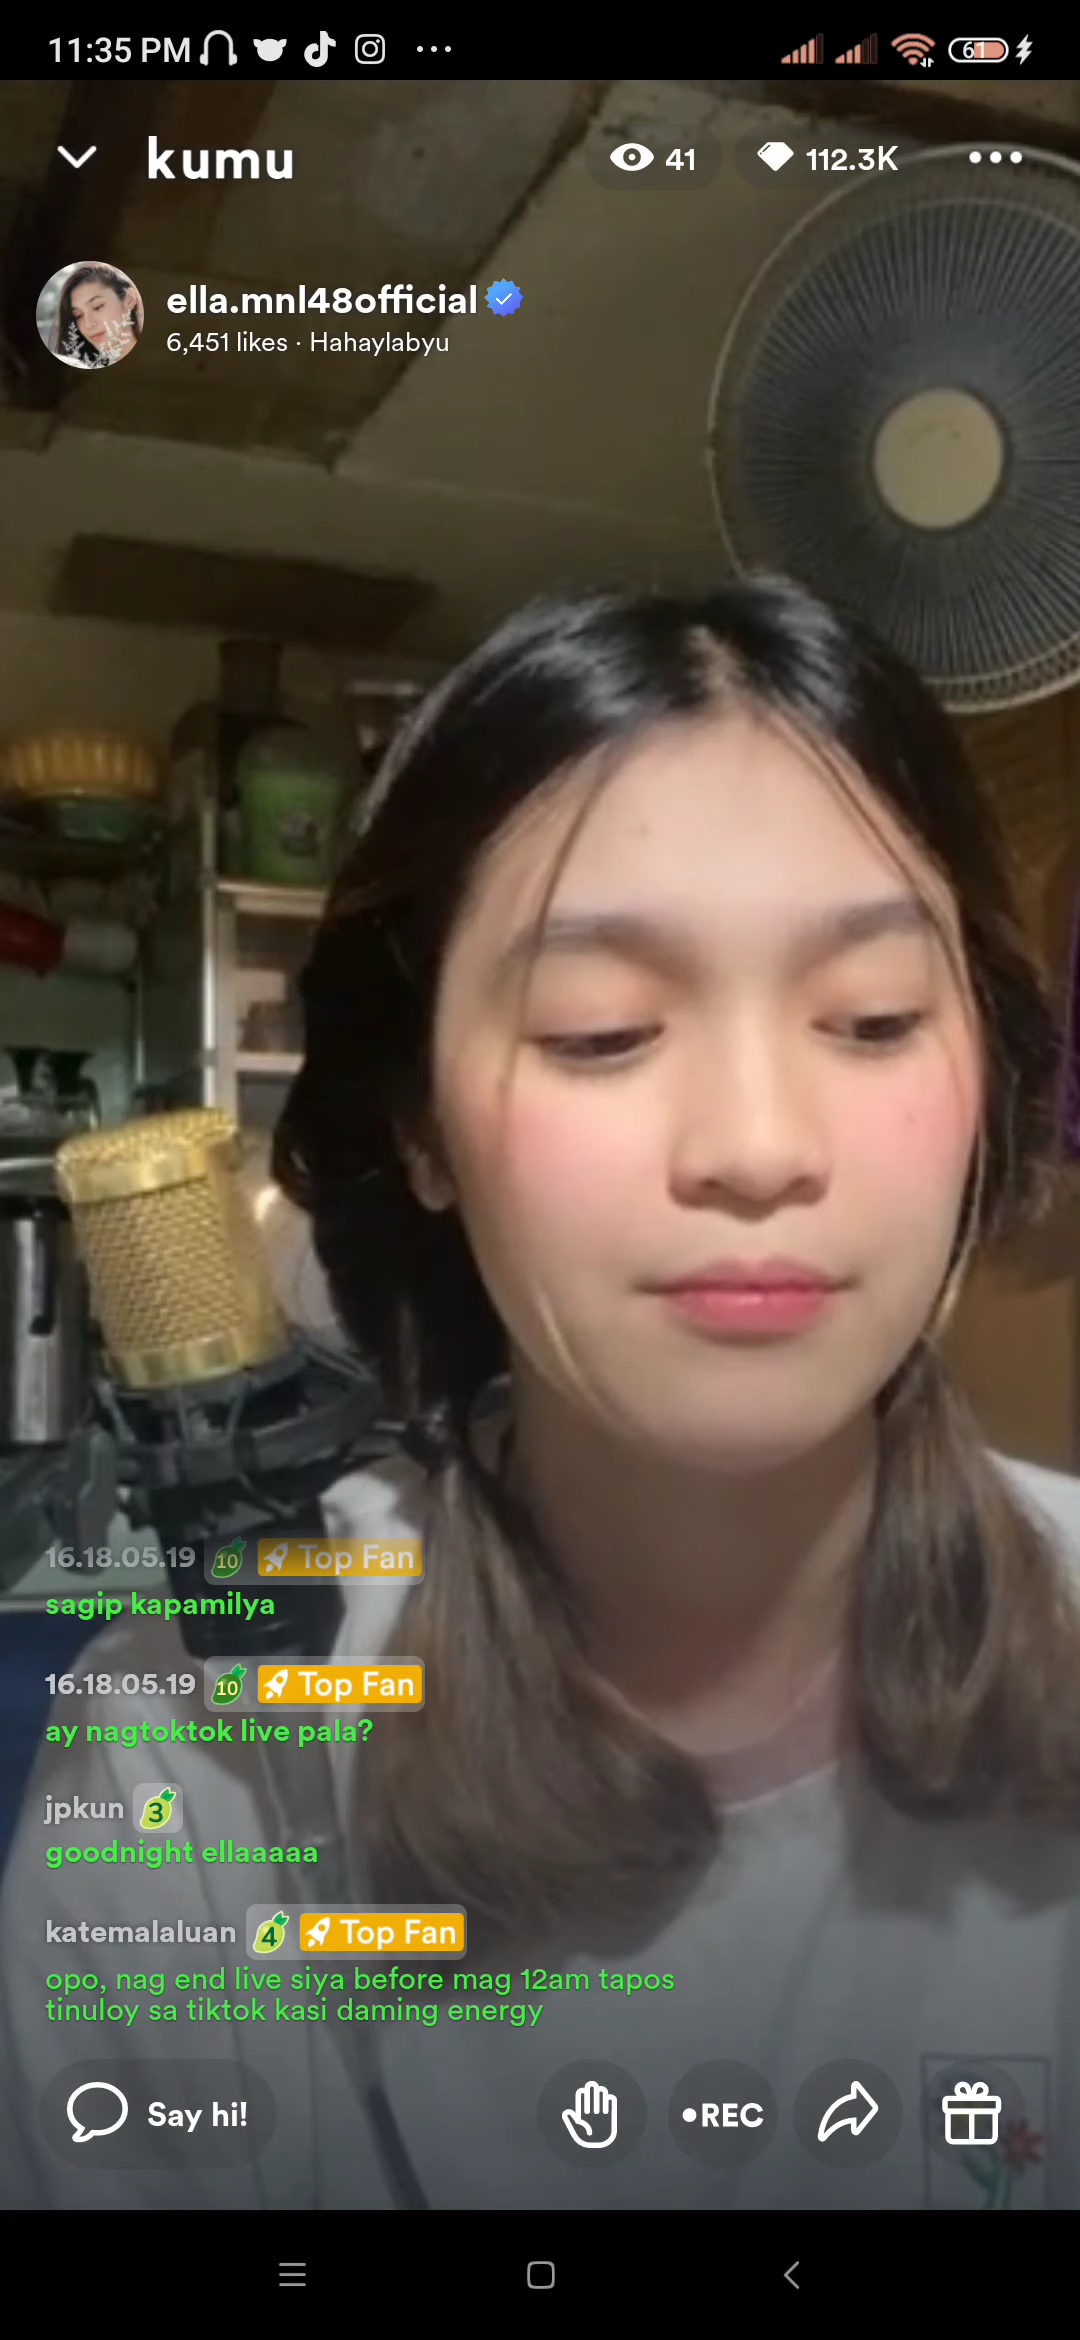 11:35 PM
61
kumu
41
112.3K
ella.mnl48official
6,451 likes · Hahaylabyu
16.18.05.19 10 Top Fan
sagip kapamilya
16.18.05.19 10 Top Fan
ay nagtoktok live pala?
jpkun 3
goodnight ellaaaaa
katemalaluan 4 Top Fan
opo, nag end live siya before mag 12am tapos
tinuloy sa tiktok kasi daming energy
Say hi!
•REC